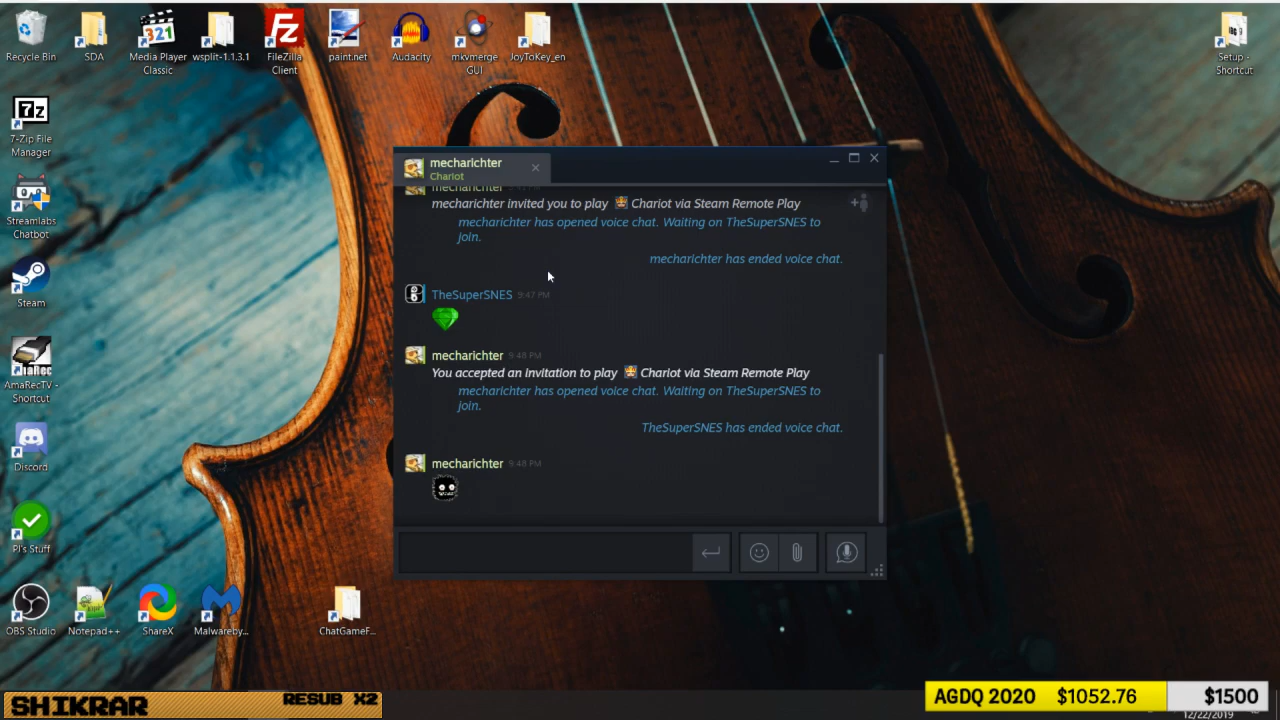 Recycle Bin
SDA
Media Player
Classic
wsplit-1.1.3.1
FileZilla
Client
paint.net
Audacity
mkvmerge
GUI
JoyToKey_en
Setup -
Shortcut
7-Zip File
Manager
Streamlabs
Chatbot
Steam
AmaRecTV -
Shortcut
Discord
PJ's Stuff
OBS Studio
Notepad++
ShareX
Malwareby...
ChatGameF...
mecharichter
Chariot
mecharichter
mecharichter invited you to play Chariot via Steam Remote Play
mecharichter has opened voice chat. Waiting on TheSuperSNES to
join.
mecharichter has ended voice chat.
TheSuperSNES 9:47 PM
mecharichter 9:48 PM
You accepted an invitation to play Chariot via Steam Remote Play
mecharichter has opened voice chat. Waiting on TheSuperSNES to
join.
TheSuperSNES has ended voice chat.
mecharichter 9:48 PM
SHIKRAR
RESUB X2
AGDQ 2020 $1052.76 $1500
12/22/2019